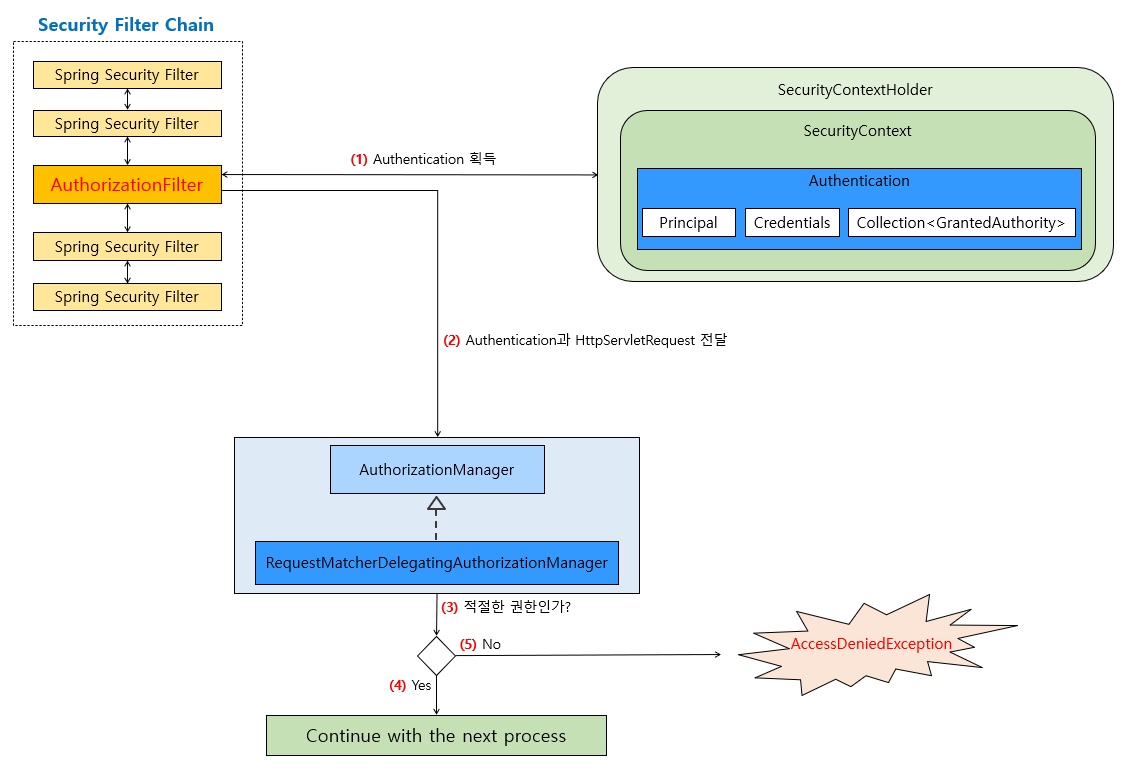 Security Filter Chain
Spring Security Filter
Spring Security Filter
AuthorizationFilter
Spring Security Filter
Spring Security Filter
(1) Authentication 획득
SecurityContextHolder
SecurityContext
Authentication
Principal
Credentials
Collection<GrantedAuthority>
(2) Authentication과 HttpServletRequest 전달
AuthorizationManager
RequestMatcherDelegatingAuthorizationManager
(3) 적절한 권한인가?
(5) No
AccessDeniedException
(4) Yes
Continue with the next process